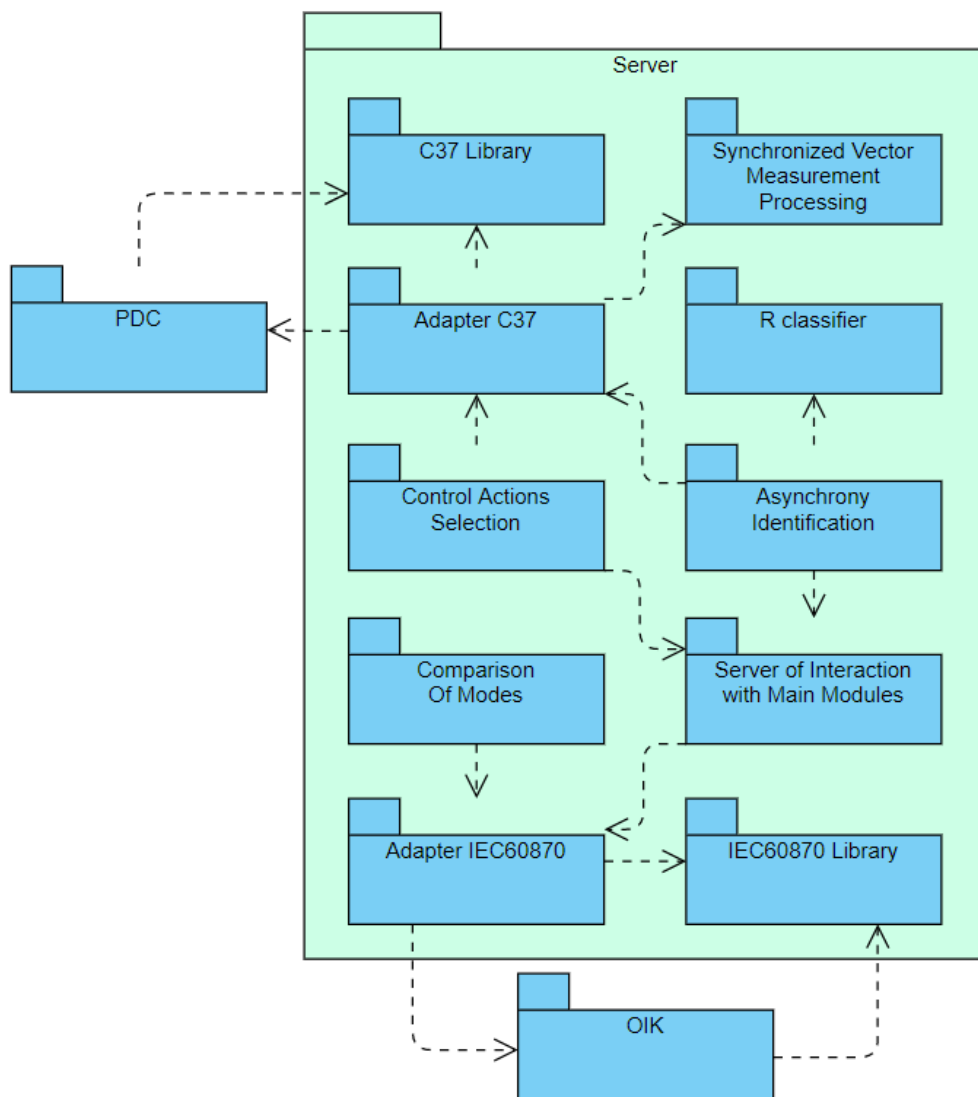 Server
C37 Library
Synchronized Vector
Measurement
Processing
PDC
Adapter C37
R classifier
Control Actions
Selection
Asynchrony
Identification
Comparison
Of Modes
Server of Interaction
with Main Modules
Adapter IEC60870
IEC60870 Library
OIK